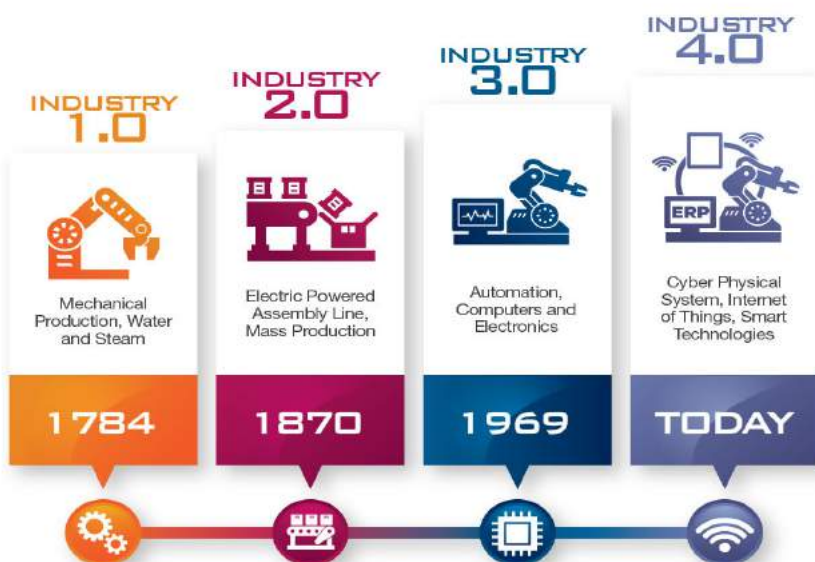 INDUSTRY
1.0
Mechanical
Production, Water
and Steam
1784
INDUSTRY
2.0
Electric Powered
Assembly Line,
Mass Production
1870
INDUSTRY
3.0
Automation,
Computers and
Electronics
1969
INDUSTRY
4.0
ERP
Cyber Physical
System, Internet
of Things, Smart
Technologies
TODAY